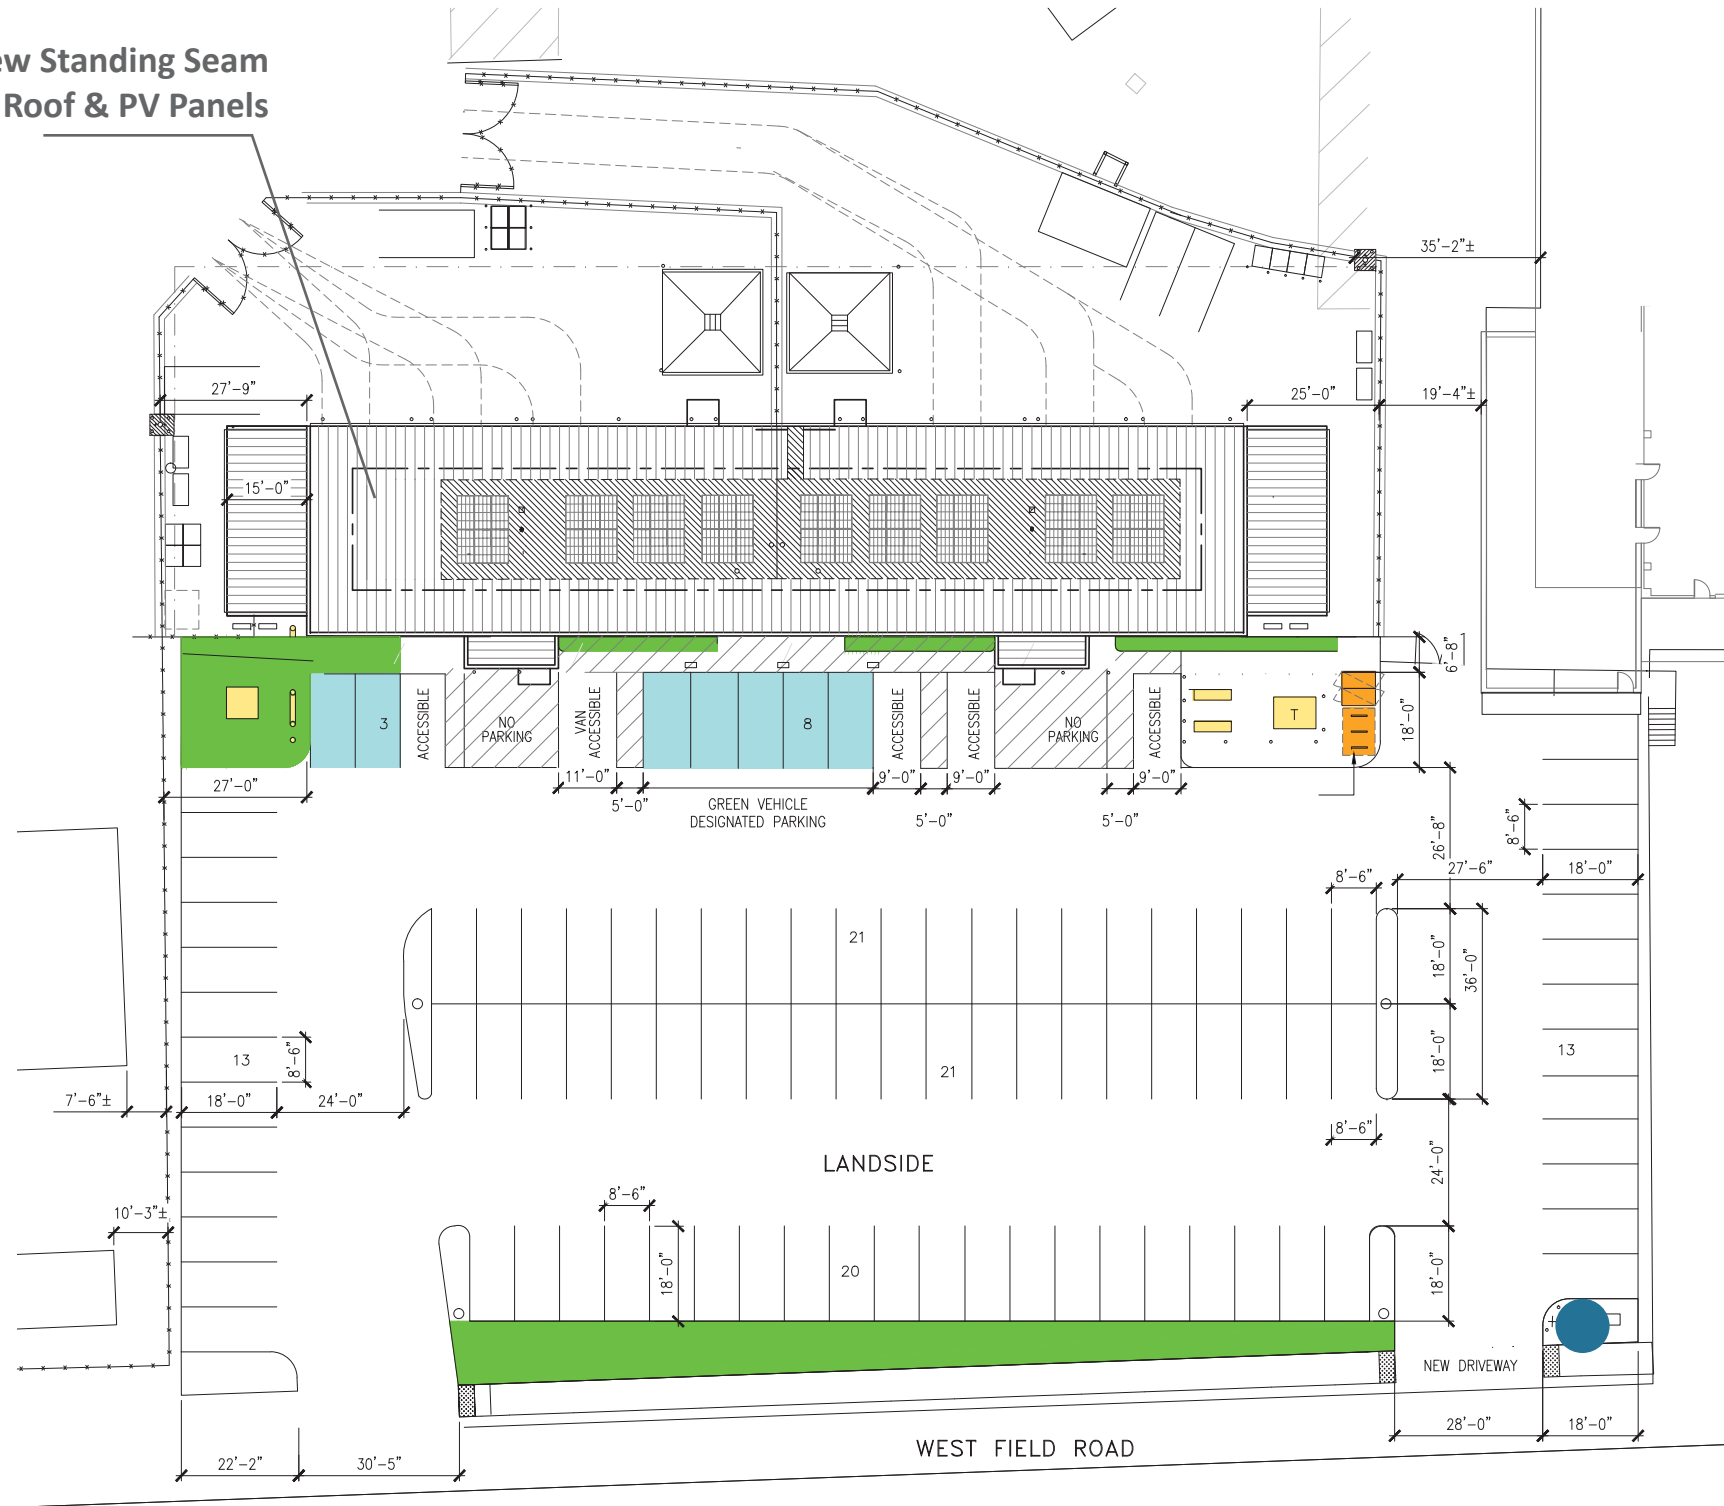 Standing Seam
Roof & PV Panels
35'-2"±
27'-9"
25'-0"
19'-4"±
15'-0"
6'-8"
3
ACCESSIBLE
NO
PARKING
VAN
ACCESSIBLE
8
ACCESSIBLE
ACCESSIBLE
NO
PARKING
ACCESSIBLE
T
18'-0"
27'-0"
11'-0"
5'-0"
GREEN VEHICLE
DESIGNATED PARKING
9'-0"
5'-0"
9'-0"
5'-0"
9'-0"
26'-8"
8'-6"
8'-6"
27'-6"
18'-0"
21
18'-0"
36'-0"
13
8'-6"
21
18'-0"
13
7'-6"±
18'-0"
24'-0"
8'-6"
LANDSIDE
24'-0"
10'-3"±
8'-6"
18'-0"
20
18'-0"
NEW DRIVEWAY
28'-0"
18'-0"
WEST FIELD ROAD
22'-2"
30'-5"